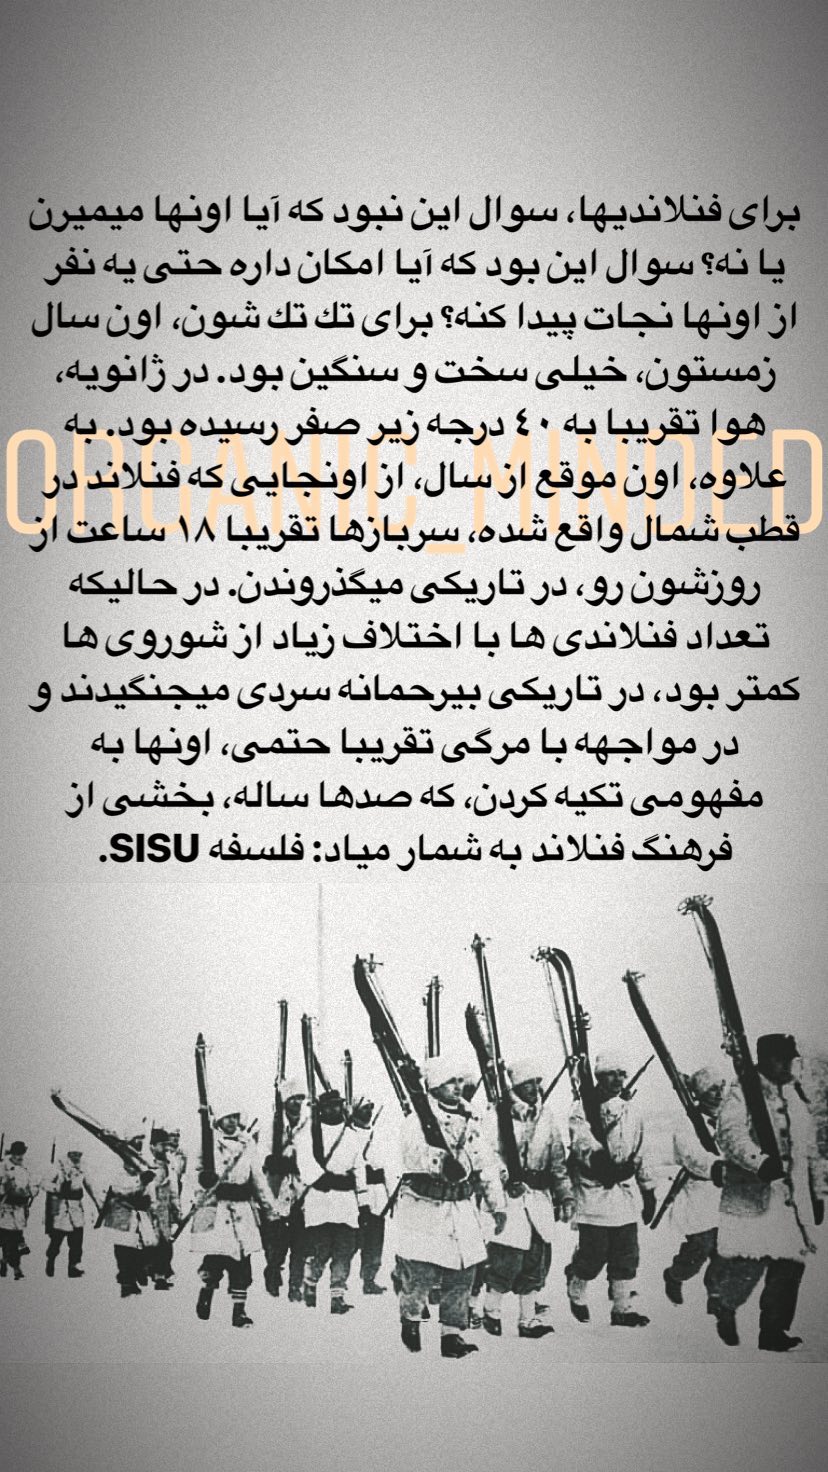 برای فنلاندیها، سوال این نبود که آیا اونها میمیرن
یا نه؟ سوال این بود که آیا امکان داره حتی یه نفر
از اونها نجات پیدا کنه؟ برای تك تك شون، اون سال
زمستون، خیلی سخت و سنگین بود. در ژانویه،
هوا تقریبا به ٤٠ درجه زیر صفر رسیده بود. به
ORGANIC_MINDED
علاوه، اون موقع از سال، از اونجایی که فنلاند در
قطب شمال واقع شده، سربازها تقریبا ١٨ ساعت از
روزشون رو، در تاریکی میگذروندن. در حالیکه
تعداد فنلاندی ها با اختلاف زیاد از شوروی ها
کمتر بود، در تاریکی بیرحمانه سردی میجنگیدند و
در مواجهه با مرگی تقریبا حتمی، اونها به
مفهومی تکیه کردن، که صدها ساله، بخشی از
فرهنگ فنلاند به شمار میاد: فلسفه SISU.